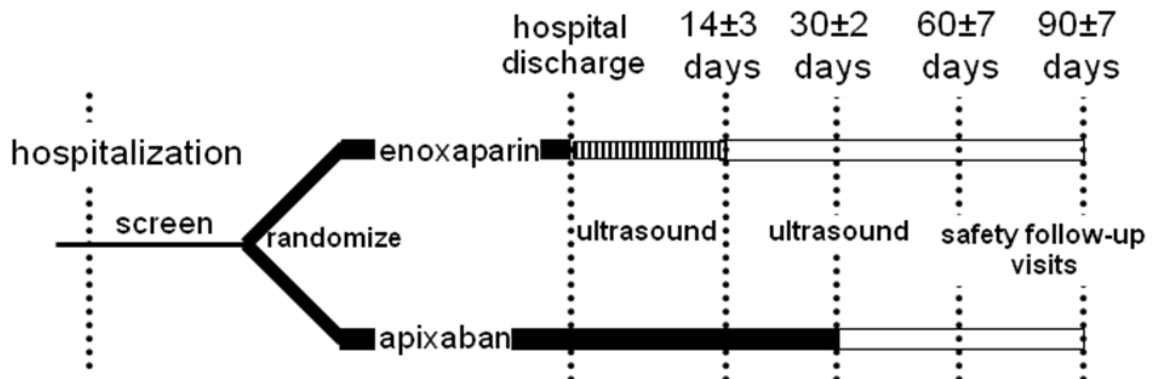 hospital
discharge
14±3
days
30±2
days
60±7
days
90±7
days
hospitalization
enoxaparin
screen
randomize
ultrasound
ultrasound
safety follow-up
visits
apixaban